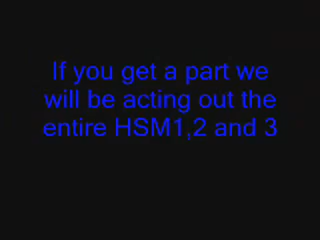 If you get a part we
will be acting out the
entire HSM1,2 and 3